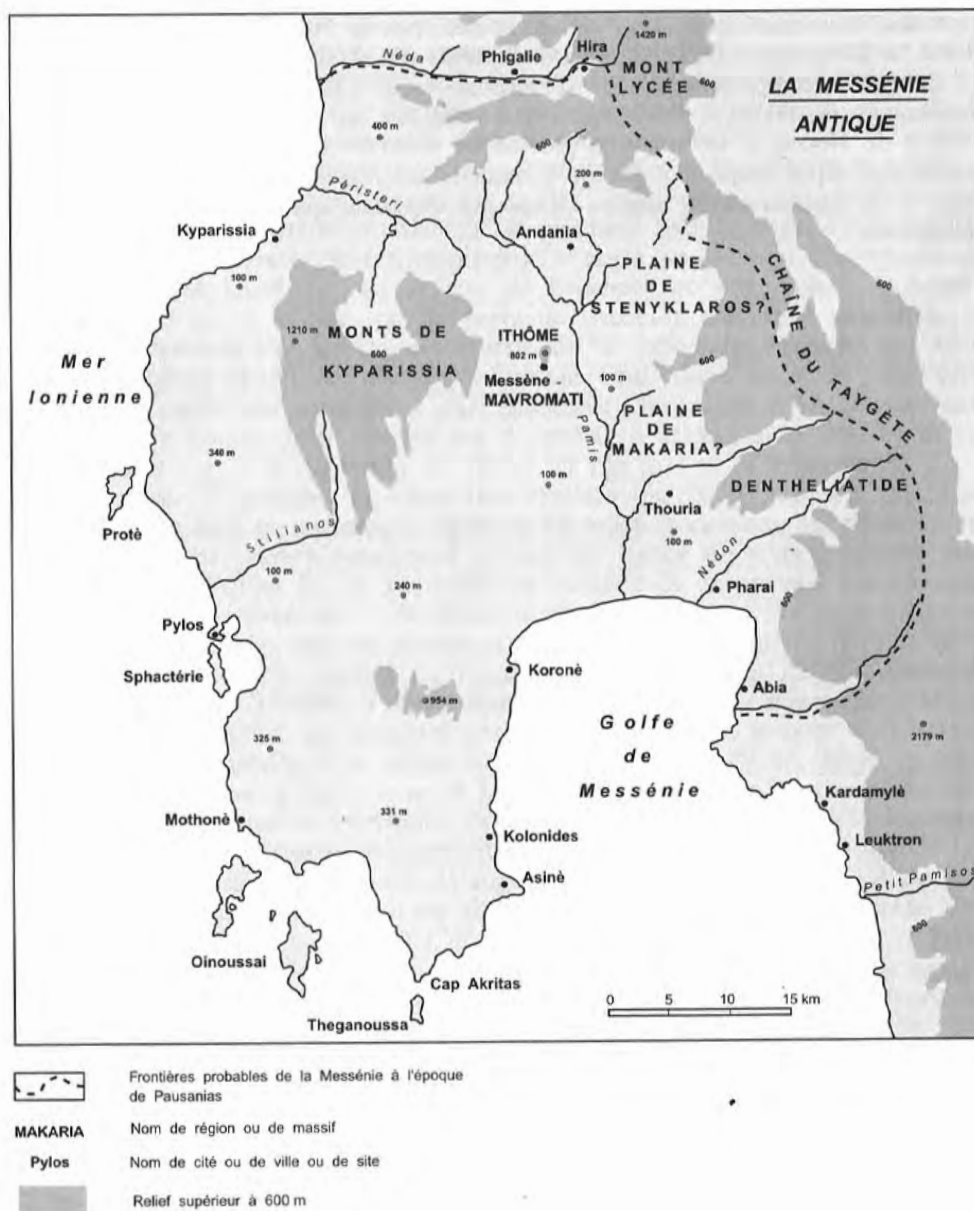 LA MESSÉNIE
ANTIQUE
1420 m
Hira
Phigalie
Néda
MONT
LYCÉE
600
400 m
600
200 m
Péristeri
Kyparissia
Andania
100 m
PLAINE
DE
STENYKLAROS?
CHAÎNE DU TAYGÈTE
600
1210 m
MONTS DE
KYPARISSIA
600
ITHÔME
802 m
Messène
MAVROMATI
600
Mer
Ionienne
100 m
PLAINE
DE
MAKARIA?
Pamis
340 m
100 m
DENTHELIATIDE
Protè
Thouria
100 m
Stilianos
100 m
240 m
Nédon
Pharai
600
Pylos
Sphactérie
Koronè
Abia
954 m
Golfe
de
Messénie
325 m
2179 m
Mothonè
331 m
Kolonides
Kardamylè
Leuktron
Asinè
Petit Pamisos
600
Oinoussai
Cap Akritas
Theganoussa
0 5 10 15 km
Frontières probables de la Messénie à l'époque
de Pausanias
MAKARIA Nom de région ou de massif
Pylos Nom de cité ou de ville ou de site
Relief supérieur à 600 m